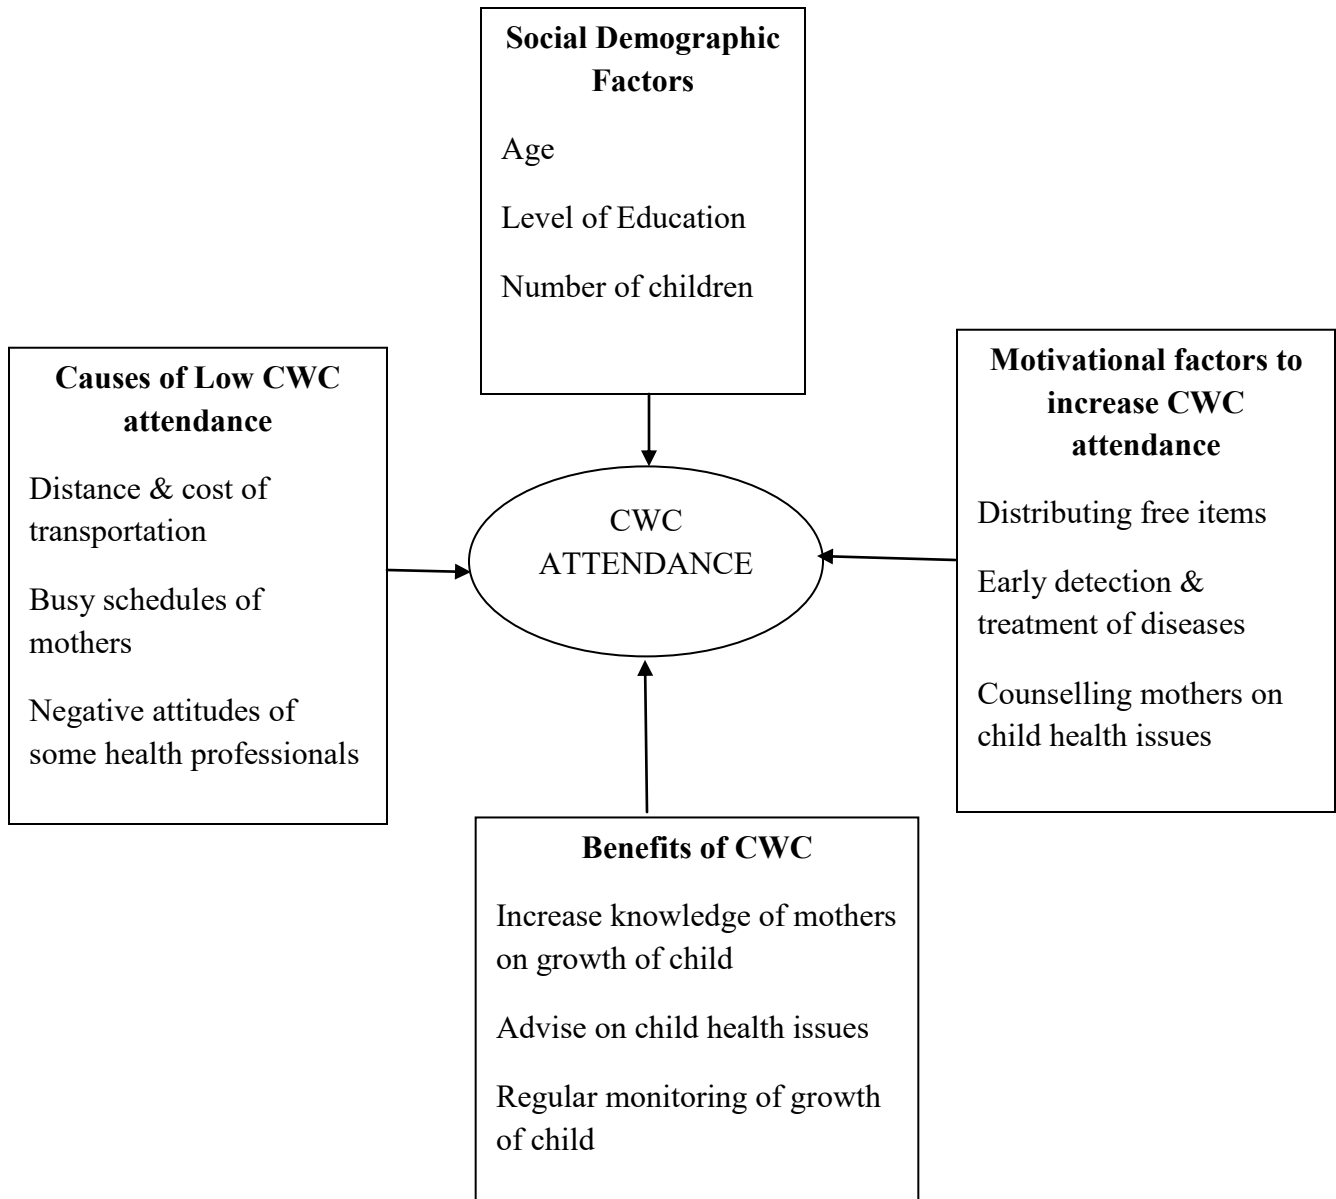 Social Demographic
Factors
Age
Level of Education
Number of children
Causes of Low CWC
attendance
Distance & cost of
transportation
Busy schedules of
mothers
Negative attitudes of
some health professionals
CWC
ATTENDANCE
Motivational factors to
increase CWC
attendance
Distributing free items
Early detection &
treatment of diseases
Counselling mothers on
child health issues
Benefits of CWC
Increase knowledge of mothers
on growth of child
Advise on child health issues
Regular monitoring of growth
of child